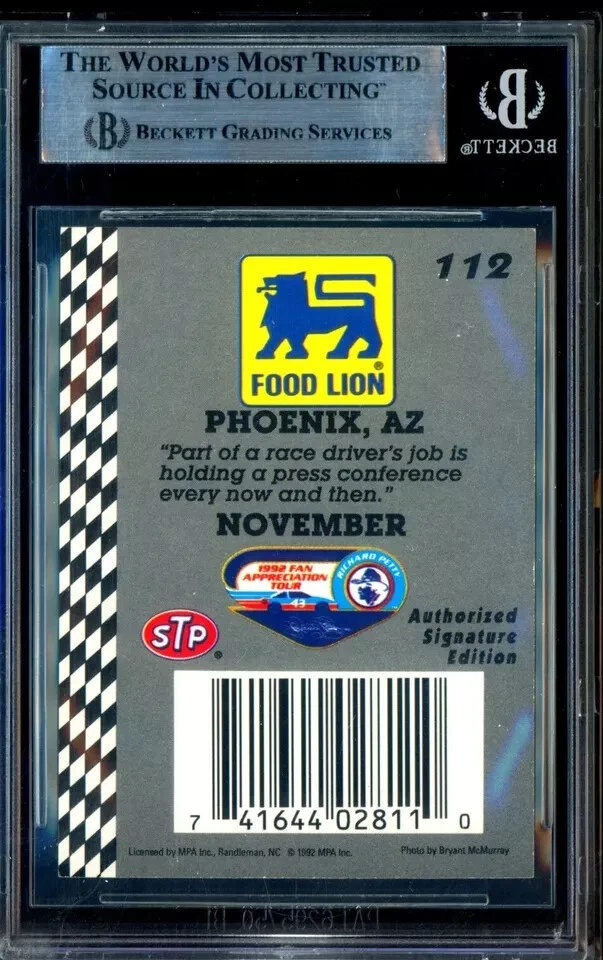 THE WORLD'S MOST TRUSTED
SOURCE IN COLLECTING™
B BECKETT GRADING SERVICES
B
BECKETT®
112
FOOD LION®
PHOENIX, AZ
"Part of a race driver's job is
holding a press conference
every now and then."
NOVEMBER
1992 FAN
APPRECIATION
TOUR
43
RICHARD PETTY
STP®
Authorized
Signature
Edition
7 41644 02811 0
Licensed by MPA Inc., Randleman, NC © 1992 MPA Inc.
Photo by Bryant McMurray